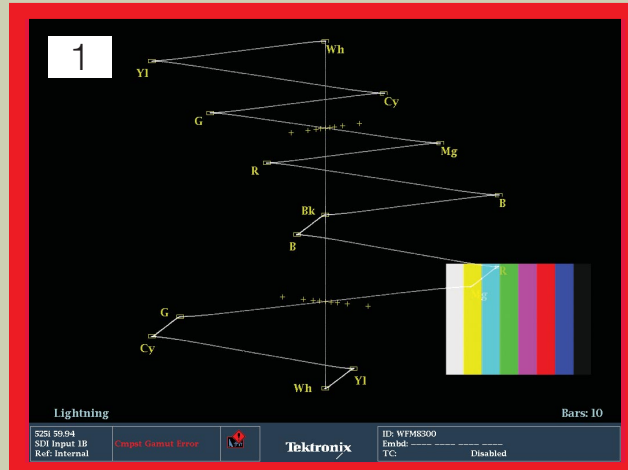 1
Wh
Yl
Cy
G
Mg
R
B
Bk
B
R
Mg
G
Cy
Yl
Wh
Lightning
Bars: 10
525i 59.94
SDI Input 1B
Ref: Internal
Cmpst Gamut Error
Tektronix
ID: WFM8300
Embd: ---- ---- ---- ----
TC: Disabled